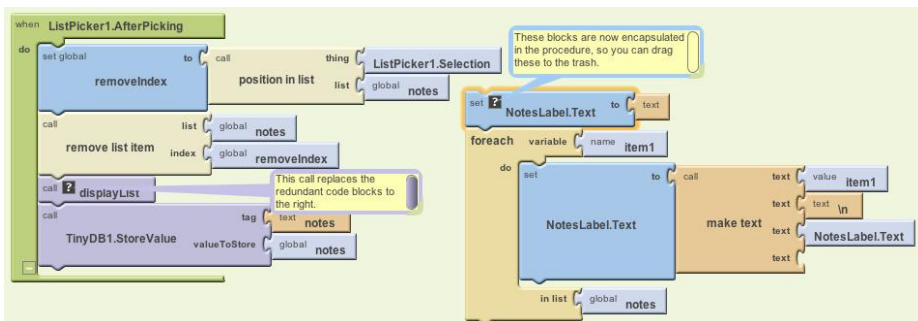 when ListPicker1.AfterPicking
do
set global removeIndex to
call position in list
thing ListPicker1.Selection
list global notes
call remove list item
list global notes
index global removeIndex
call ? displayList
This call replaces the
redundant code blocks to
the right.
call TinyDB1.StoreValue
tag text notes
valueToStore global notes
These blocks are now encapsulated
in the procedure, so you can drag
these to the trash.
set ? NotesLabel.Text to text
foreach variable name item1
do
set NotesLabel.Text to
call make text
text value item1
text text \n
text NotesLabel.Text
text
in list global notes